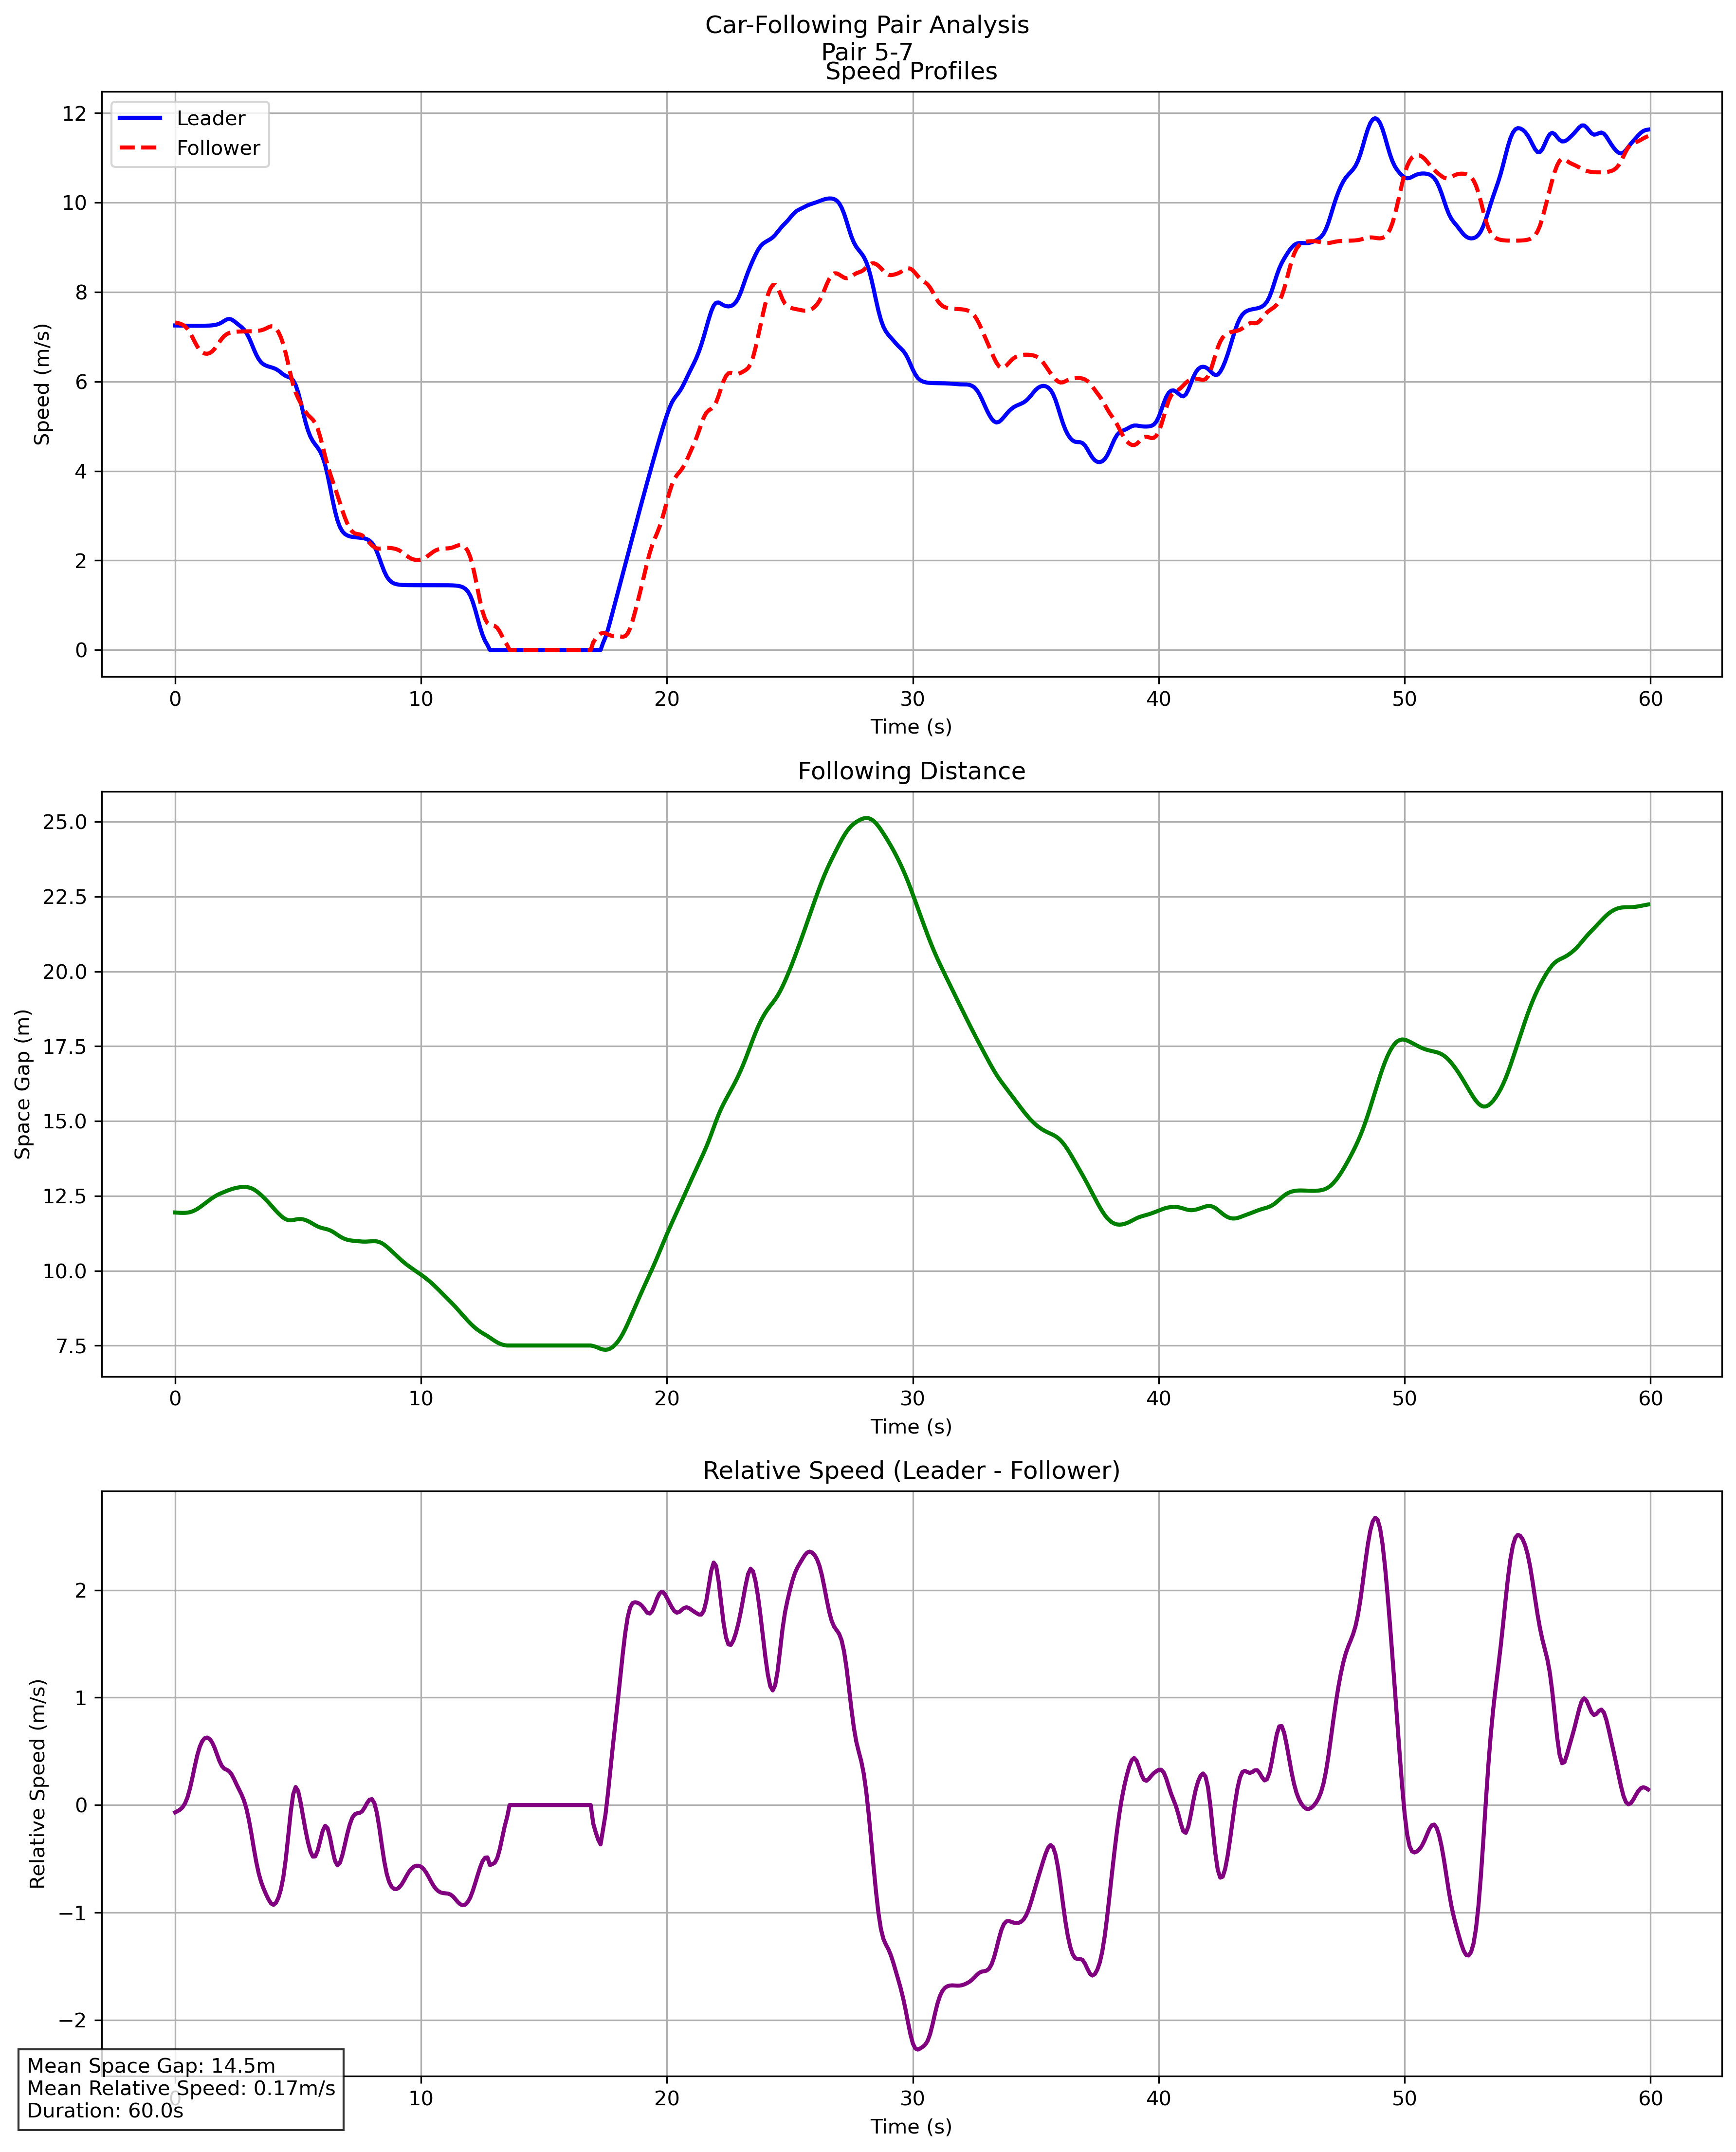 Car-Following Pair Analysis
Pair 5-7
Speed Profiles
Leader
Follower
12
10
8
6
4
2
0
Speed (m/s)
0 10 20 30 40 50 60
Time (s)
Following Distance
25.0
22.5
20.0
17.5
15.0
12.5
10.0
7.5
Space Gap (m)
0 10 20 30 40 50 60
Time (s)
Relative Speed (Leader - Follower)
2
1
0
−1
−2
Relative Speed (m/s)
0 10 20 30 40 50 60
Time (s)
Mean Space Gap: 14.5m
Mean Relative Speed: 0.17m/s
Duration: 60.0s